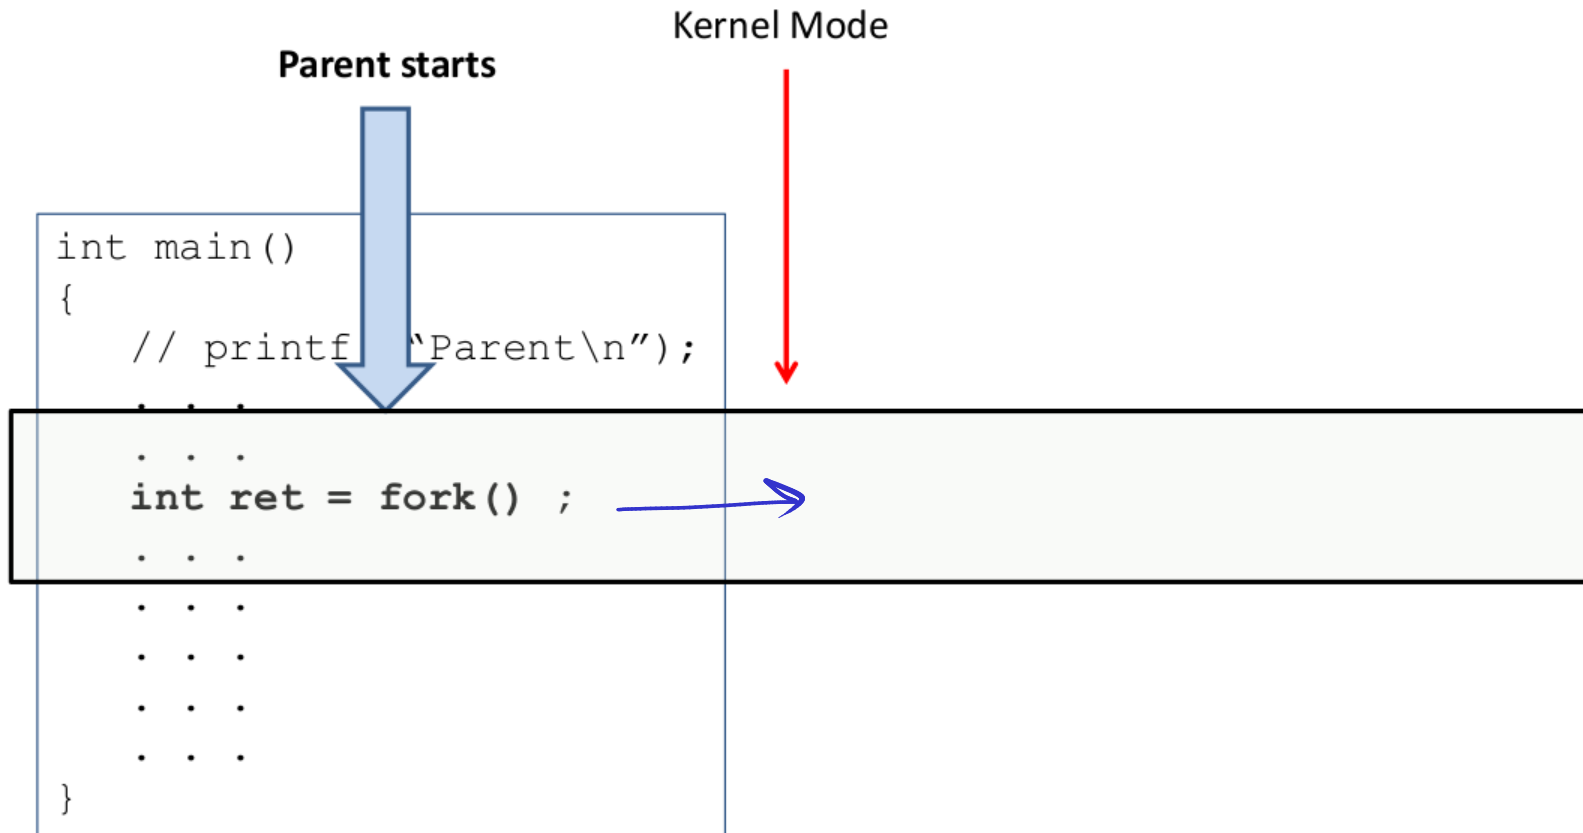 Kernel Mode
Parent starts
int main()
{
// printf “Parent\n”);
. . .
. . .
int ret = fork() ;
. . .
. . .
. . .
. . .
. . .
}